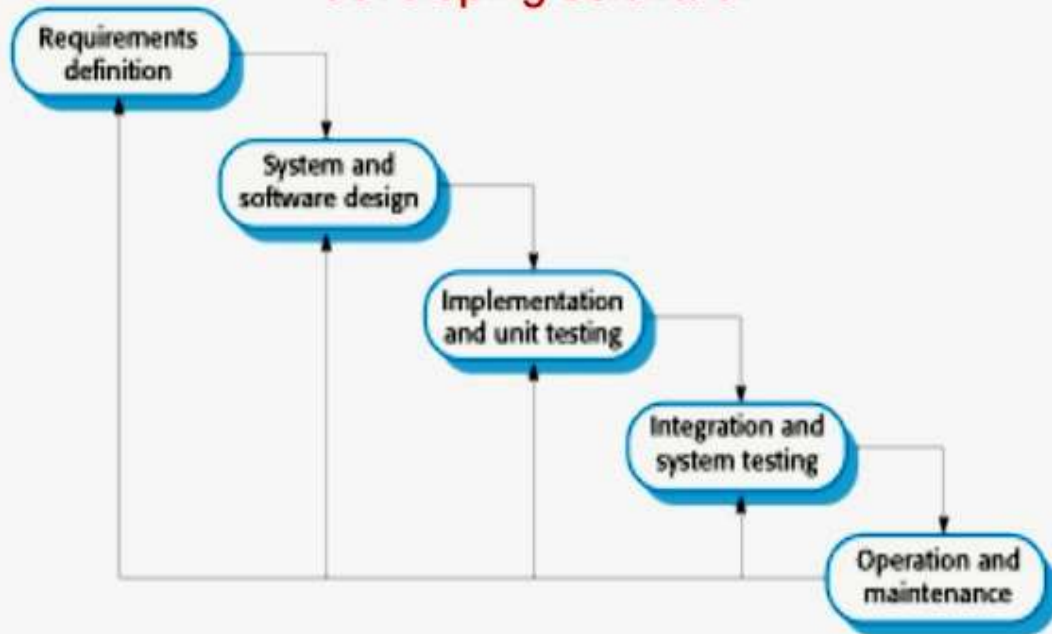 Requirements
definition
System and
software design
Implementation
and unit testing
Integration and
system testing
Operation and
maintenance